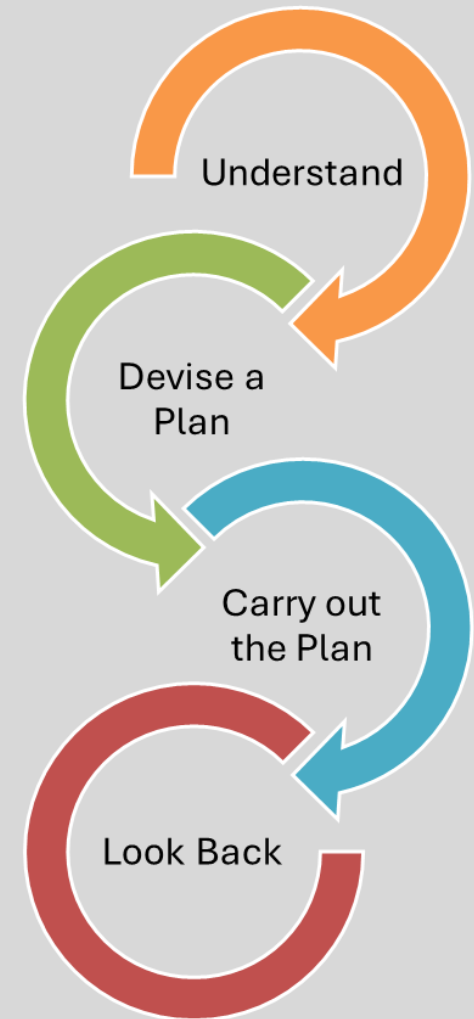 Understand
Devise a
Plan
Carry out
the Plan
Look Back